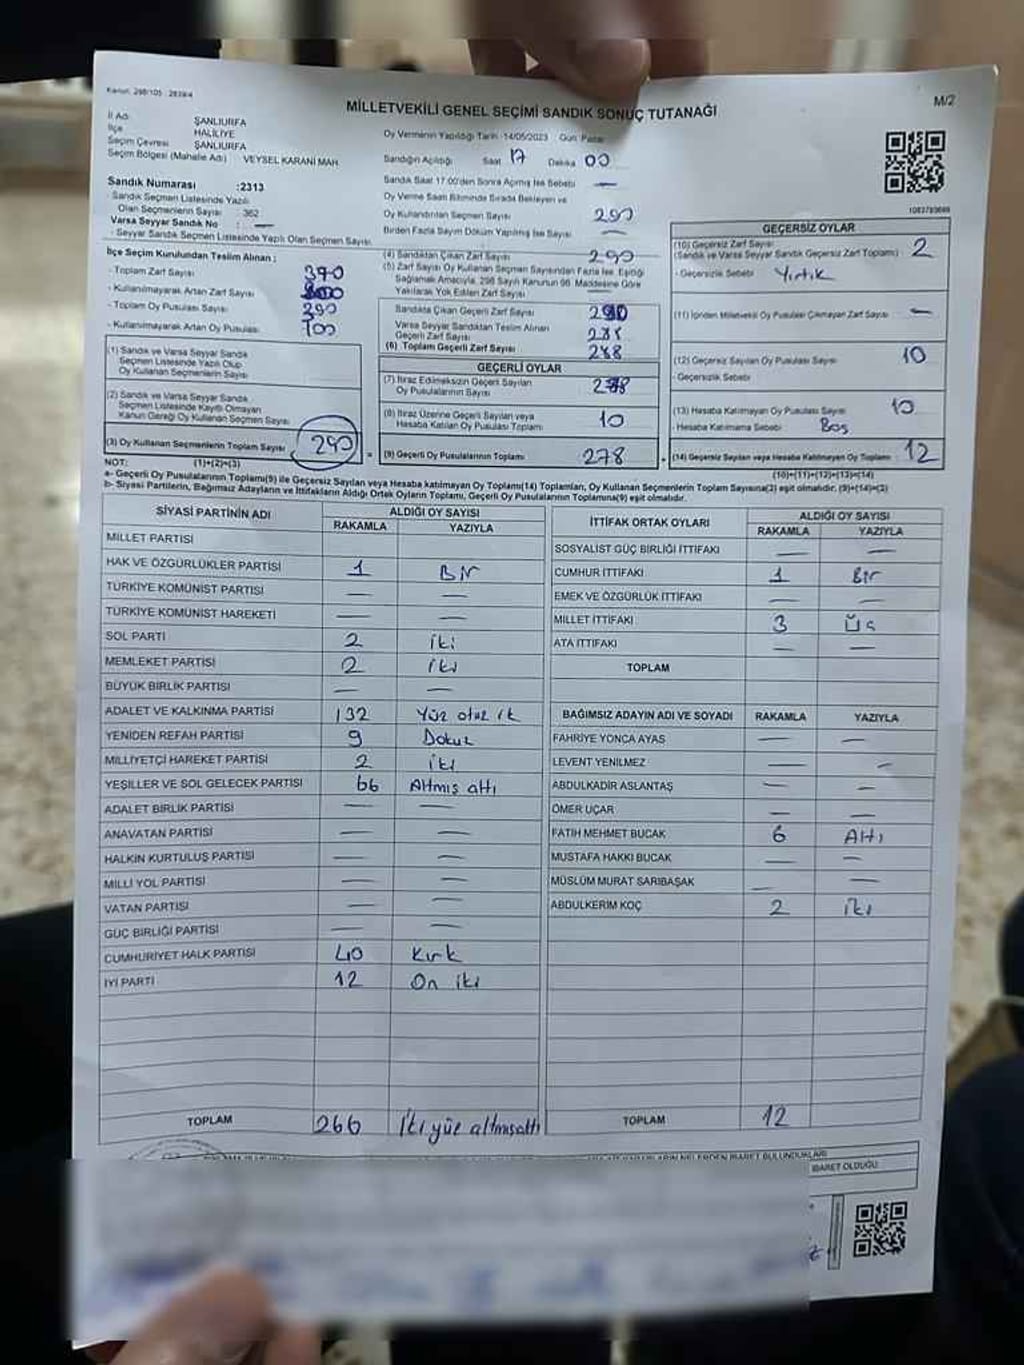 Kanun: 298/105 : 2839/4
M/2
MİLLETVEKİLİ GENEL SEÇİMİ SANDIK SONUÇ TUTANAĞI
İl Adı ŞANLIURFA
İlçe HALİLİYE
Seçim Çevresi ŞANLIURFA
Seçim Bölgesi (Mahalle Adı) VEYSEL KARANİ MAH.
Sandık Numarası :2313
- Sandık Seçmen Listesinde Yazılı
Olan Seçmenlerin Sayısı : 362
Varsa Seyyar Sandık No : —
- Seyyar Sandık Seçmen Listesinde Yazılı Olan Seçmen Sayısı:
Oy Vermenin Yapıldığı Tarih :14/05/2023 Gün: Pazar
Sandığın Açıldığı Saat 17 Dakika 00
Sandık Saat 17.00'den Sonra Açılmış İse Sebebi —
Oy Verme Saati Bitiminde Sırada Bekleyen ve
Oy Kullandırılan Seçmen Sayısı 290
Birden Fazla Sayım Döküm Yapılmış İse Sayısı —
İlçe Seçim Kurulundan Teslim Alınan :
- Toplam Zarf Sayısı 390
- Kullanılmayarak Artan Zarf Sayısı
- Toplam Oy Pusulası Sayısı 390
- Kullanılmayarak Artan Oy Pusulası 100
(1) Sandık ve Varsa Seyyar Sandık
Seçmen Listesinde Yazılı Olup
Oy Kullanan Seçmenlerin Sayısı
(2) Sandık ve Varsa Seyyar Sandık
Seçmen Listesinde Kayıtlı Olmayan
Kanun Gereği Oy Kullanan Seçmen Sayısı
(3) Oy Kullanan Seçmenlerin Toplam Sayısı 290
(4) Sandıktan Çıkan Zarf Sayısı 290
(5) Zarf Sayısı Oy Kullanan Seçmen Sayısından Fazla İse, Eşitliği
Sağlamak Amacıyla, 298 Sayılı Kanunun 98. Maddesine Göre
Yakılarak Yok Edilen Zarf Sayısı —
Sandıkta Çıkan Geçerli Zarf Sayısı
Varsa Seyyar Sandıktan Teslim Alınan
Geçerli Zarf Sayısı 288
(6) Toplam Geçerli Zarf Sayısı 288
GEÇERLİ OYLAR
(7) İtiraz Edilmeksizin Geçerli Sayılan
Oy Pusulalarının Sayısı
(8) İtiraz Üzerine Geçerli Sayılan veya
Hesaba Katılan Oy Pusulası Toplamı 10
(9) Geçerli Oy Pusulalarının Toplamı 278
1083793699
GEÇERSİZ OYLAR
(10) Geçersiz Zarf Sayısı
(Sandık ve Varsa Seyyar Sandık Geçersiz Zarf Toplamı) 2
- Geçersizlik Sebebi Yırtık
(11) İçinden Milletvekili Oy Pusulası Çıkmayan Zarf Sayısı —
(12) Geçersiz Sayılan Oy Pusulası Sayısı 10
- Geçersizlik Sebebi
(13) Hesaba Katılmayan Oy Pusulası Sayısı 10
- Hesaba Katılmama Sebebi Boş
(14) Geçersiz Sayılan veya Hesaba Katılmayan Oy Toplamı 12
NOT: (1)+(2)=(3) (10)+(11)+(12)+(13)=(14)
a- Geçerli Oy Pusulalarının Toplamı(9) ile Geçersiz Sayılan veya Hesaba katılmayan Oy Toplamı(14) Toplamları, Oy Kullanan Seçmenlerin Toplam Sayısına(3) eşit olmalıdır. (9)+(14)=(3)
b- Siyasi Partilerin, Bağımsız Adayların ve İttifakların Aldığı Ortak Oyların Toplamı, Geçerli Oy Pusulalarının Toplamına(9) eşit olmalıdır.
SİYASİ PARTİNİN ADI ALDIĞI OY SAYISI
RAKAMLA YAZIYLA
MİLLET PARTİSİ
HAK VE ÖZGÜRLÜKLER PARTİSİ 1 Bir
TÜRKİYE KOMÜNİST PARTİSİ — —
TÜRKİYE KOMÜNİST HAREKETİ — —
SOL PARTİ 2 iki
MEMLEKET PARTİSİ 2 iki
BÜYÜK BİRLİK PARTİSİ — —
ADALET VE KALKINMA PARTİSİ 132 Yüz otuz ik
YENİDEN REFAH PARTİSİ 9 Dokuz
MİLLİYETÇİ HAREKET PARTİSİ 2 iki
YEŞİLLER VE SOL GELECEK PARTİSİ 66 Altmış altı
ADALET BİRLİK PARTİSİ — —
ANAVATAN PARTİSİ — —
HALKIN KURTULUŞ PARTİSİ — —
MİLLİ YOL PARTİSİ — —
VATAN PARTİSİ — —
GÜÇ BİRLİĞİ PARTİSİ — —
CUMHURİYET HALK PARTİSİ 40 Kırk
İYİ PARTİ 12 On iki
TOPLAM 266 İki yüz altmışaltı
İTTİFAK ORTAK OYLARI ALDIĞI OY SAYISI
RAKAMLA YAZIYLA
SOSYALİST GÜÇ BİRLİĞİ İTTİFAKI — —
CUMHUR İTTİFAKI 1 Bir
EMEK VE ÖZGÜRLÜK İTTİFAKI — —
MİLLET İTTİFAKI 3 Üç
ATA İTTİFAKI — —
TOPLAM
BAĞIMSIZ ADAYIN ADI VE SOYADI RAKAMLA YAZIYLA
FAHRİYE YONCA AYAS — —
LEVENT YENİLMEZ — —
ABDULKADİR ASLANTAŞ — —
ÖMER UÇAR — —
FATİH MEHMET BUCAK 6 Altı
MUSTAFA HAKKI BUCAK — —
MÜSLÜM MURAT SARIBAŞAK — —
ABDULKERİM KOÇ 2 iki
TOPLAM 12
İBARET OLDUĞU